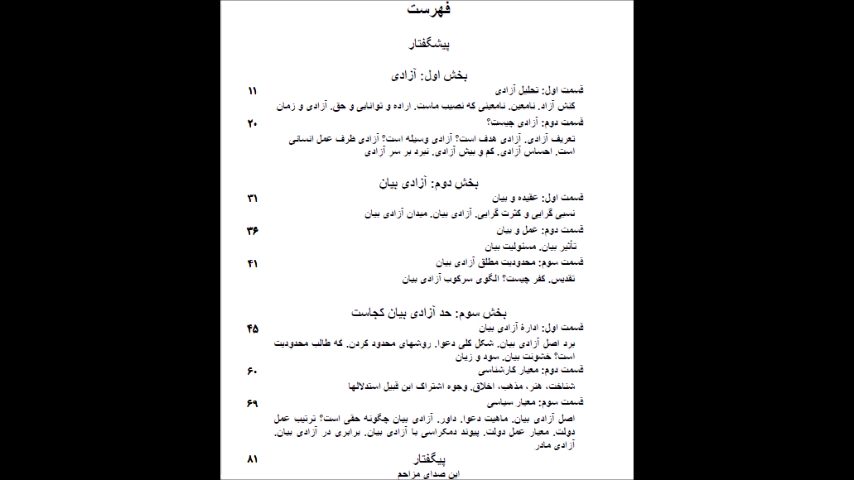 فهرست
پیشگفتار
بخش اول: آزادی
قسمت اول: تحلیل آزادی ۱۱
کنش آزاد. نامعین. نامعینی که نصیب ماست. اراده و توانایی و حق. آزادی و زمان
قسمت دوم: آزادی چیست؟ ۲۰
تعریف آزادی. آزادی هدف است؟ آزادی وسیله است؟ آزادی ظرف عمل انسانی
است. احساس آزادی. کم و بیش آزادی. نبرد بر سر آزادی
بخش دوم: آزادی بیان
قسمت اول: عقیده و بیان ۳۱
نسبی گرایی و کثرت گرایی. آزادی بیان. میدان آزادی بیان
قسمت دوم: عمل و بیان ۳۶
تأثیر بیان. مسئولیت بیان
قسمت سوم: محدودیت مطلق آزادی بیان ۴۱
تقدیس. کفر چیست؟ الگوی سرکوب آزادی بیان
بخش سوم: حد آزادی بیان کجاست
قسمت اول: ادارۀ آزادی بیان ۴۵
برد اصل آزادی بیان. شکل کلی دعوا. روشهای محدود کردن. که طالب محدودیت
است؟ خشونت بیان. سود و زیان
قسمت دوم: معیار کارشناسی ۶۰
شناخت، هنر، مذهب، اخلاق. وجوه اشتراک این قبیل استدلالها
قسمت سوم: معیار سیاسی ۶۹
اصل آزادی بیان. ماهیت دعوا. داور. آزادی بیان چگونه حقی است؟ ترتیب عمل
دولت. معیار عمل دولت. پیوند دمکراسی با آزادی بیان. برابری در آزادی بیان.
آزادی مادر
پیگفتار ۸۱
این صدای مزاحم